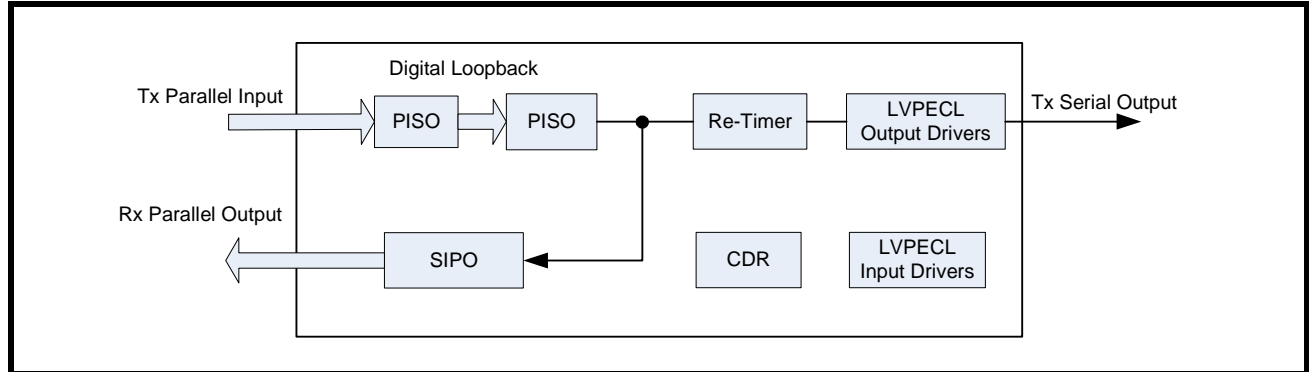 Digital Loopback
Tx Parallel Input
PISO
PISO
Re-Timer
LVPECL
Output Drivers
Tx Serial Output
Rx Parallel Output
SIPO
CDR
LVPECL
Input Drivers